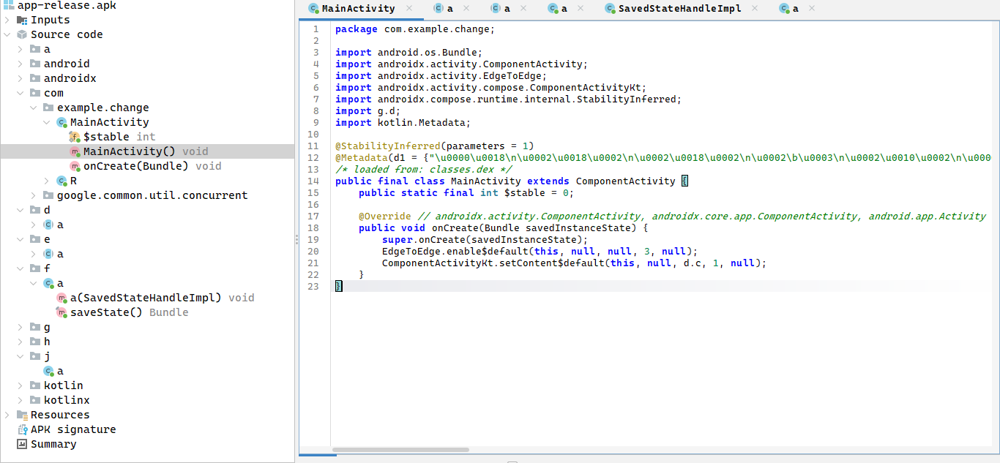 app-release.apk
Inputs
Source code
a
android
androidx
com
example.change
MainActivity
$stable int
MainActivity() void
onCreate(Bundle) void
R
google.common.util.concurrent
d
a
e
a
f
a
a(SavedStateHandleImpl) void
saveState() Bundle
g
h
j
a
kotlin
kotlinx
Resources
APK signature
Summary
MainActivity × a × a × a × SavedStateHandleImpl × a ×
1 package com.example.change;
2
3 import android.os.Bundle;
4 import androidx.activity.ComponentActivity;
5 import androidx.activity.EdgeToEdge;
6 import androidx.activity.compose.ComponentActivityKt;
7 import androidx.compose.runtime.internal.StabilityInferred;
8 import g.d;
9 import kotlin.Metadata;
10
11 @StabilityInferred(parameters = 1)
12 @Metadata(d1 = {"\u0000\u0018\n\u0002\u0018\u0002\n\u0002\u0018\u0002\n\u0002\b\u0003\n\u0002\u0010\u0002\n\u000
13 /* loaded from: classes.dex */
14 public final class MainActivity extends ComponentActivity {
15 public static final int $stable = 0;
16
17 @Override // androidx.activity.ComponentActivity, androidx.core.app.ComponentActivity, android.app.Activity
18 public void onCreate(Bundle savedInstanceState) {
19 super.onCreate(savedInstanceState);
20 EdgeToEdge.enable$default(this, null, null, 3, null);
21 ComponentActivityKt.setContent$default(this, null, d.c, 1, null);
22 }
23 }